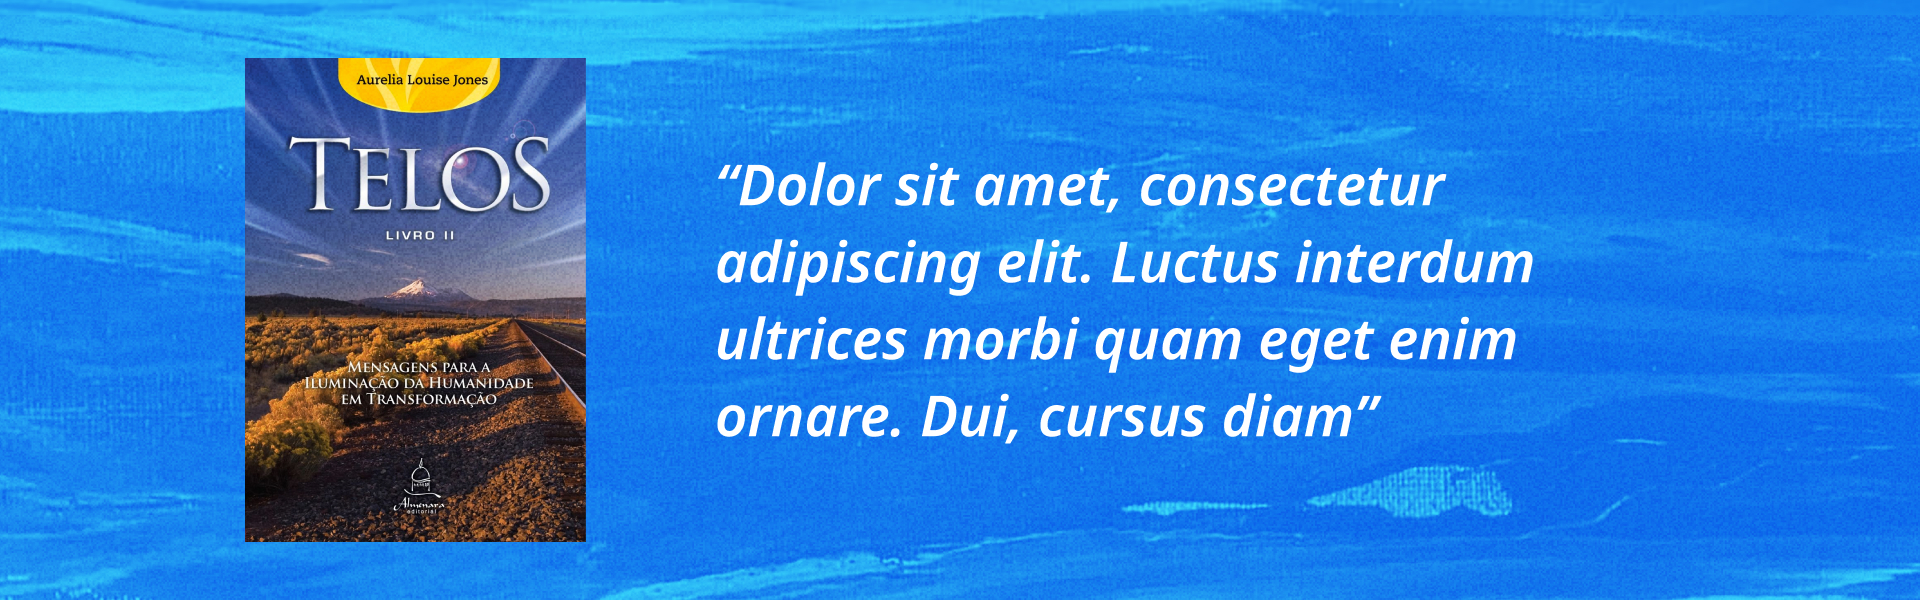 Aurelia Louise Jones
TELOS
LIVRO II
MENSAGENS PARA A
ILUMINAÇÃO DA HUMANIDADE
EM TRANSFORMAÇÃO
Almenara
editorial
“Dolor sit amet, consectetur
adipiscing elit. Luctus interdum
ultrices morbi quam eget enim
ornare. Dui, cursus diam”